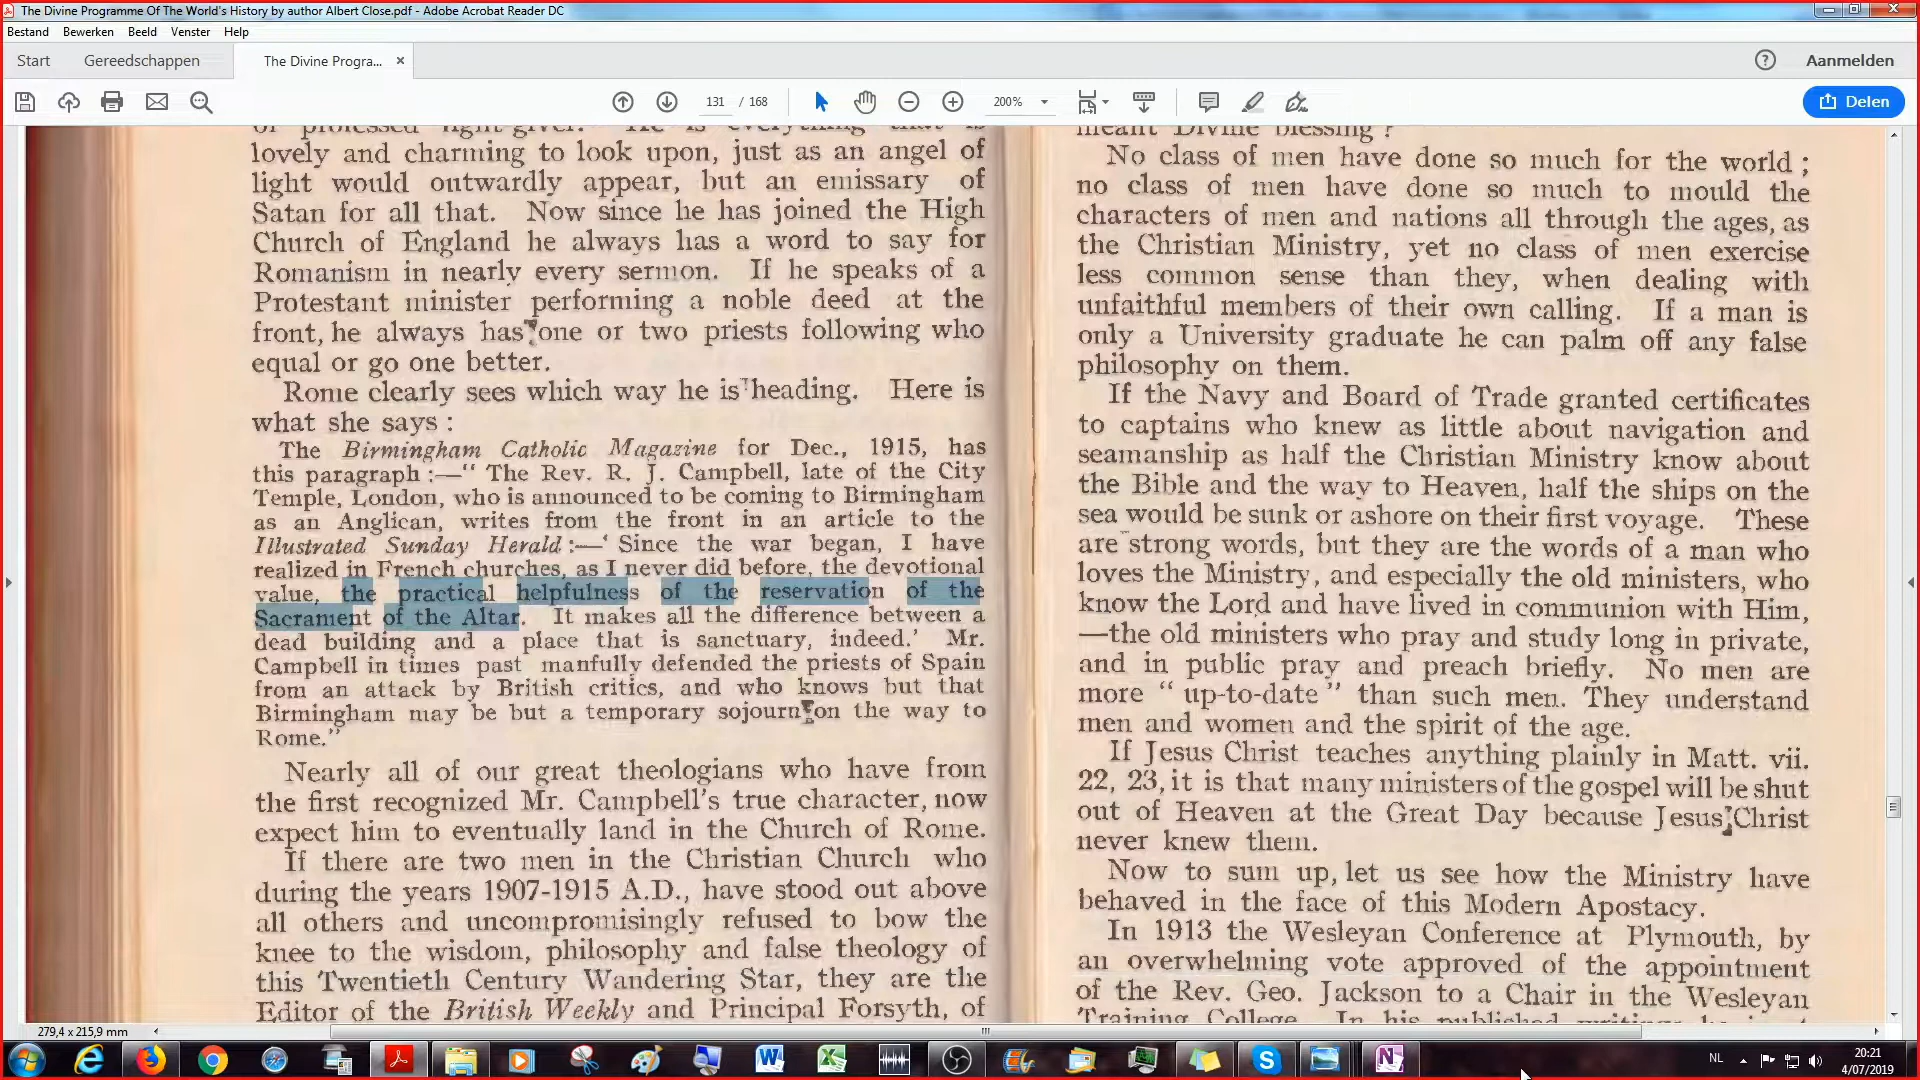 The Divine Programme Of The World's History by author Albert Close.pdf - Adobe Acrobat Reader DC
Bestand Bewerken Beeld Venster Help
Start Gereedschappen The Divine Progra... Aanmelden
131 / 168 200% Delen
of professed light-giver. He is everything that is
lovely and charming to look upon, just as an angel of
light would outwardly appear, but an emissary of
Satan for all that. Now since he has joined the High
Church of England he always has a word to say for
Romanism in nearly every sermon. If he speaks of a
Protestant minister performing a noble deed at the
front, he always has one or two priests following who
equal or go one better.
Rome clearly sees which way he is heading. Here is
what she says :
The Birmingham Catholic Magazine for Dec., 1915, has
this paragraph :—" The Rev. R. J. Campbell, late of the City
Temple, London, who is announced to be coming to Birmingham
as an Anglican, writes from the front in an article to the
Illustrated Sunday Herald :—' Since the war began, I have
realized in French churches, as I never did before, the devotional
value, the practical helpfulness of the reservation of the
Sacrament of the Altar. It makes all the difference between a
dead building and a place that is sanctuary, indeed.' Mr.
Campbell in times past manfully defended the priests of Spain
from an attack by British critics, and who knows but that
Birmingham may be but a temporary sojourn on the way to
Rome."
Nearly all of our great theologians who have from
the first recognized Mr. Campbell's true character, now
expect him to eventually land in the Church of Rome.
If there are two men in the Christian Church who
during the years 1907-1915 A.D., have stood out above
all others and uncompromisingly refused to bow the
knee to the wisdom, philosophy and false theology of
this Twentieth Century Wandering Star, they are the
Editor of the British Weekly and Principal Forsyth, of
meant Divine blessing ?
No class of men have done so much for the world ;
no class of men have done so much to mould the
characters of men and nations all through the ages, as
the Christian Ministry, yet no class of men exercise
less common sense than they, when dealing with
unfaithful members of their own calling. If a man is
only a University graduate he can palm off any false
philosophy on them.
If the Navy and Board of Trade granted certificates
to captains who knew as little about navigation and
seamanship as half the Christian Ministry know about
the Bible and the way to Heaven, half the ships on the
sea would be sunk or ashore on their first voyage. These
are strong words, but they are the words of a man who
loves the Ministry, and especially the old ministers, who
know the Lord and have lived in communion with Him,
—the old ministers who pray and study long in private,
and in public pray and preach briefly. No men are
more " up-to-date " than such men. They understand
men and women and the spirit of the age.
If Jesus Christ teaches anything plainly in Matt. vii.
22, 23, it is that many ministers of the gospel will be shut
out of Heaven at the Great Day because Jesus Christ
never knew them.
Now to sum up, let us see how the Ministry have
behaved in the face of this Modern Apostacy.
In 1913 the Wesleyan Conference at Plymouth, by
an overwhelming vote approved of the appointment
of the Rev. Geo. Jackson to a Chair in the Wesleyan
Training College. In his published writings he
279,4 x 215,9 mm
NL 20:21
4/07/2019